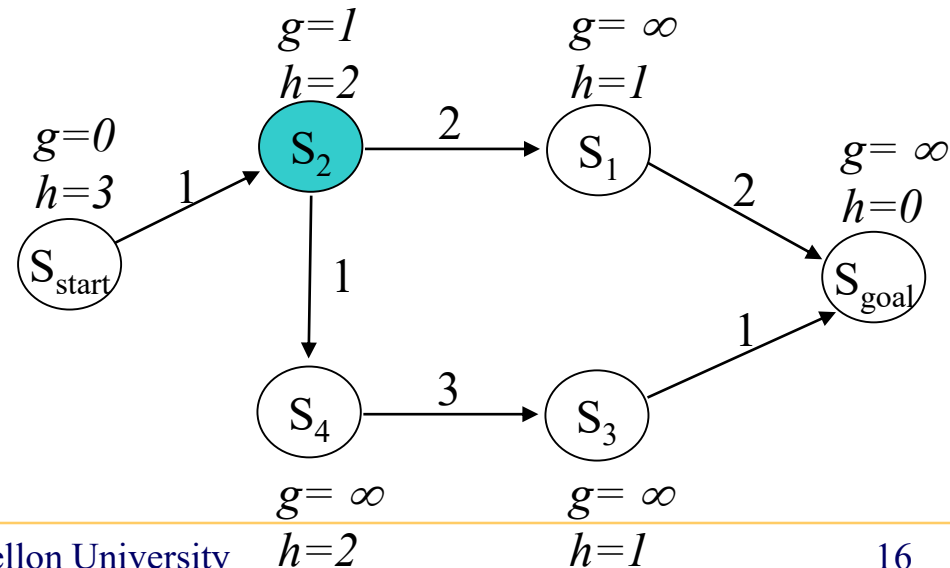 g=1
h=2
g= ∞
h=1
g=0
h=3
g= ∞
h=0
S2
2
S1
1
2
Sstart
1
Sgoal
1
S4
3
S3
g= ∞
h=2
g= ∞
h=1
ellon University
16